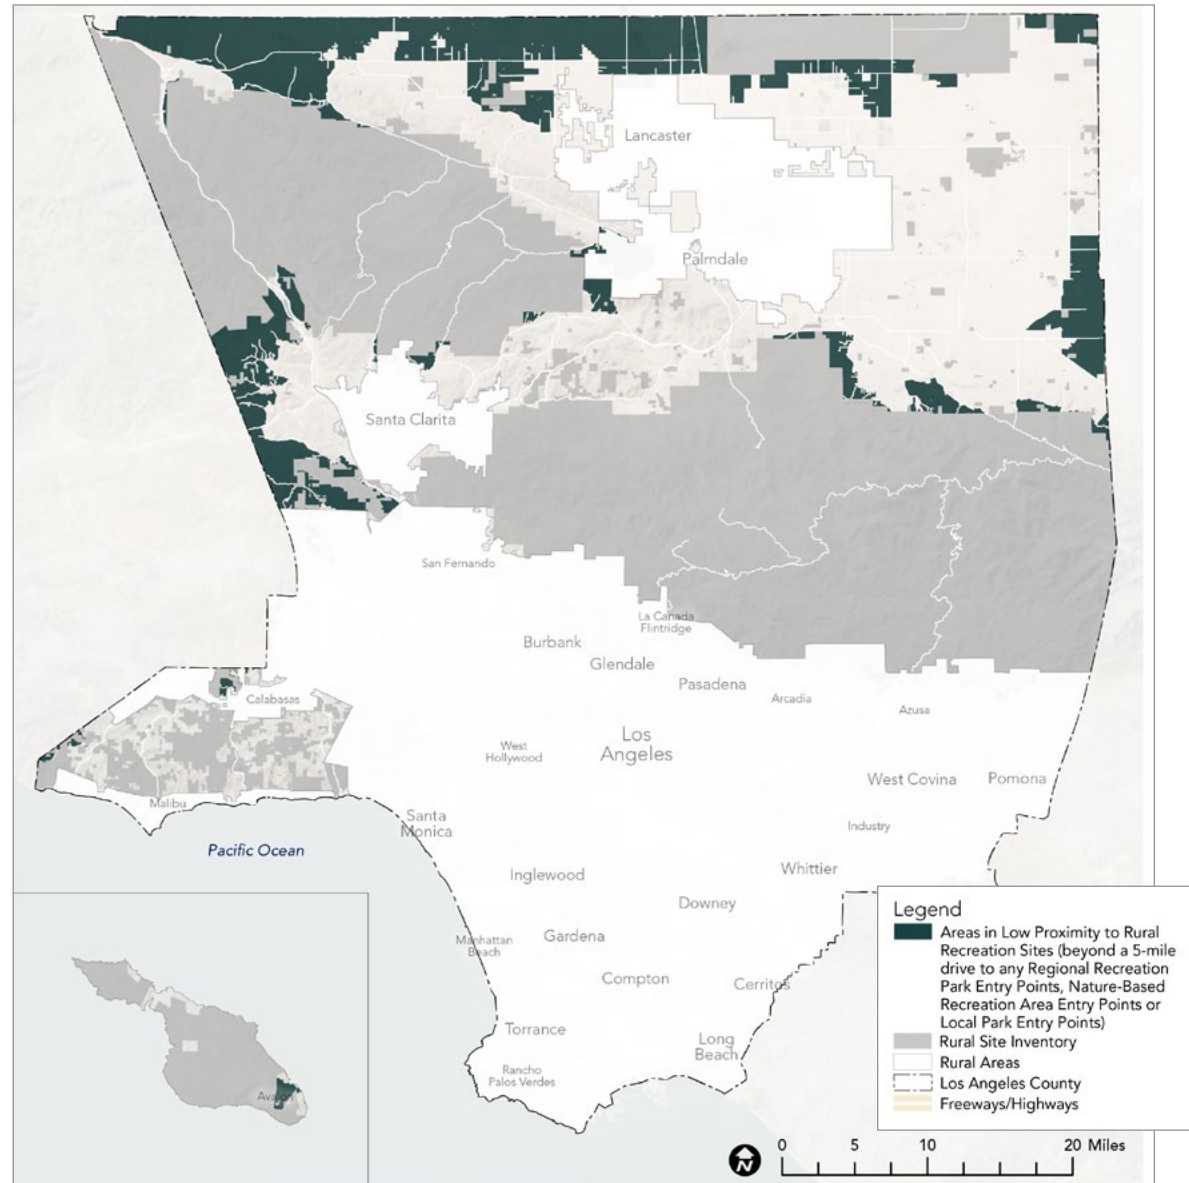 Lancaster
Palmdale
Santa Clarita
San Fernando
La Canada
Flintridge
Burbank
Glendale
Pasadena
Arcadia
Calabasas
Azusa
Los
Angeles
West
Hollywood
West Covina
Pomona
Malibu
Santa
Monica
Industry
Pacific Ocean
Whittier
Inglewood
Downey
Manhattan
Beach
Gardena
Compton
Cerritos
Torrance
Long
Beach
Rancho
Palos Verdes
Avalon
Legend
Areas in Low Proximity to Rural
Recreation Sites (beyond a 5-mile
drive to any Regional Recreation
Park Entry Points, Nature-Based
Recreation Area Entry Points or
Local Park Entry Points)
Rural Site Inventory
Rural Areas
Los Angeles County
Freeways/Highways
N
0 5 10 20 Miles